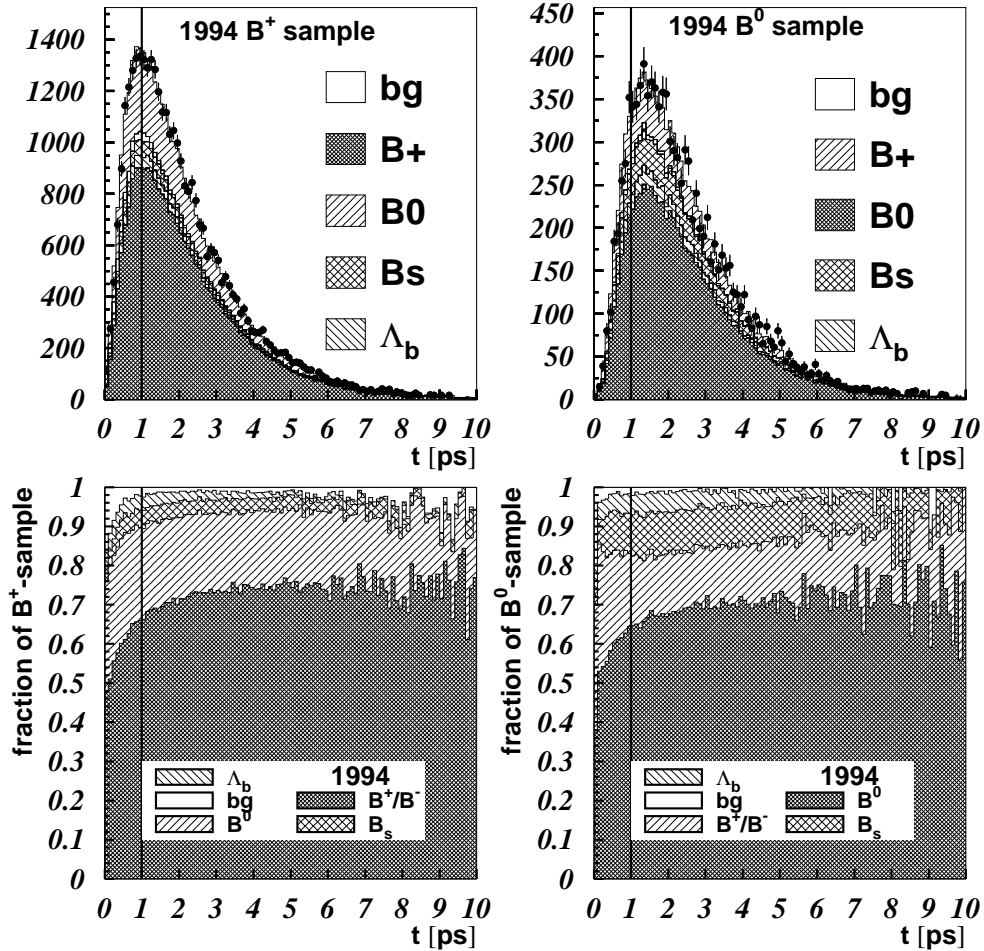 1994 B⁺ sample
1400
1200
1000
800
600
400
200
0
bg
B+
B0
Bs
Λb
0 1 2 3 4 5 6 7 8 9 10
t [ps]
1994 B⁰ sample
450
400
350
300
250
200
150
100
50
0
bg
B+
B0
Bs
Λb
0 1 2 3 4 5 6 7 8 9 10
t [ps]
fraction of B⁺-sample
1
0.9
0.8
0.7
0.6
0.5
0.4
0.3
0.2
0.1
0
Λb 1994
bg B⁺/B⁻
B⁰ Bs
0 1 2 3 4 5 6 7 8 9 10
t [ps]
fraction of B⁰-sample
1
0.9
0.8
0.7
0.6
0.5
0.4
0.3
0.2
0.1
0
Λb 1994
bg B⁰
B⁺/B⁻ Bs
0 1 2 3 4 5 6 7 8 9 10
t [ps]